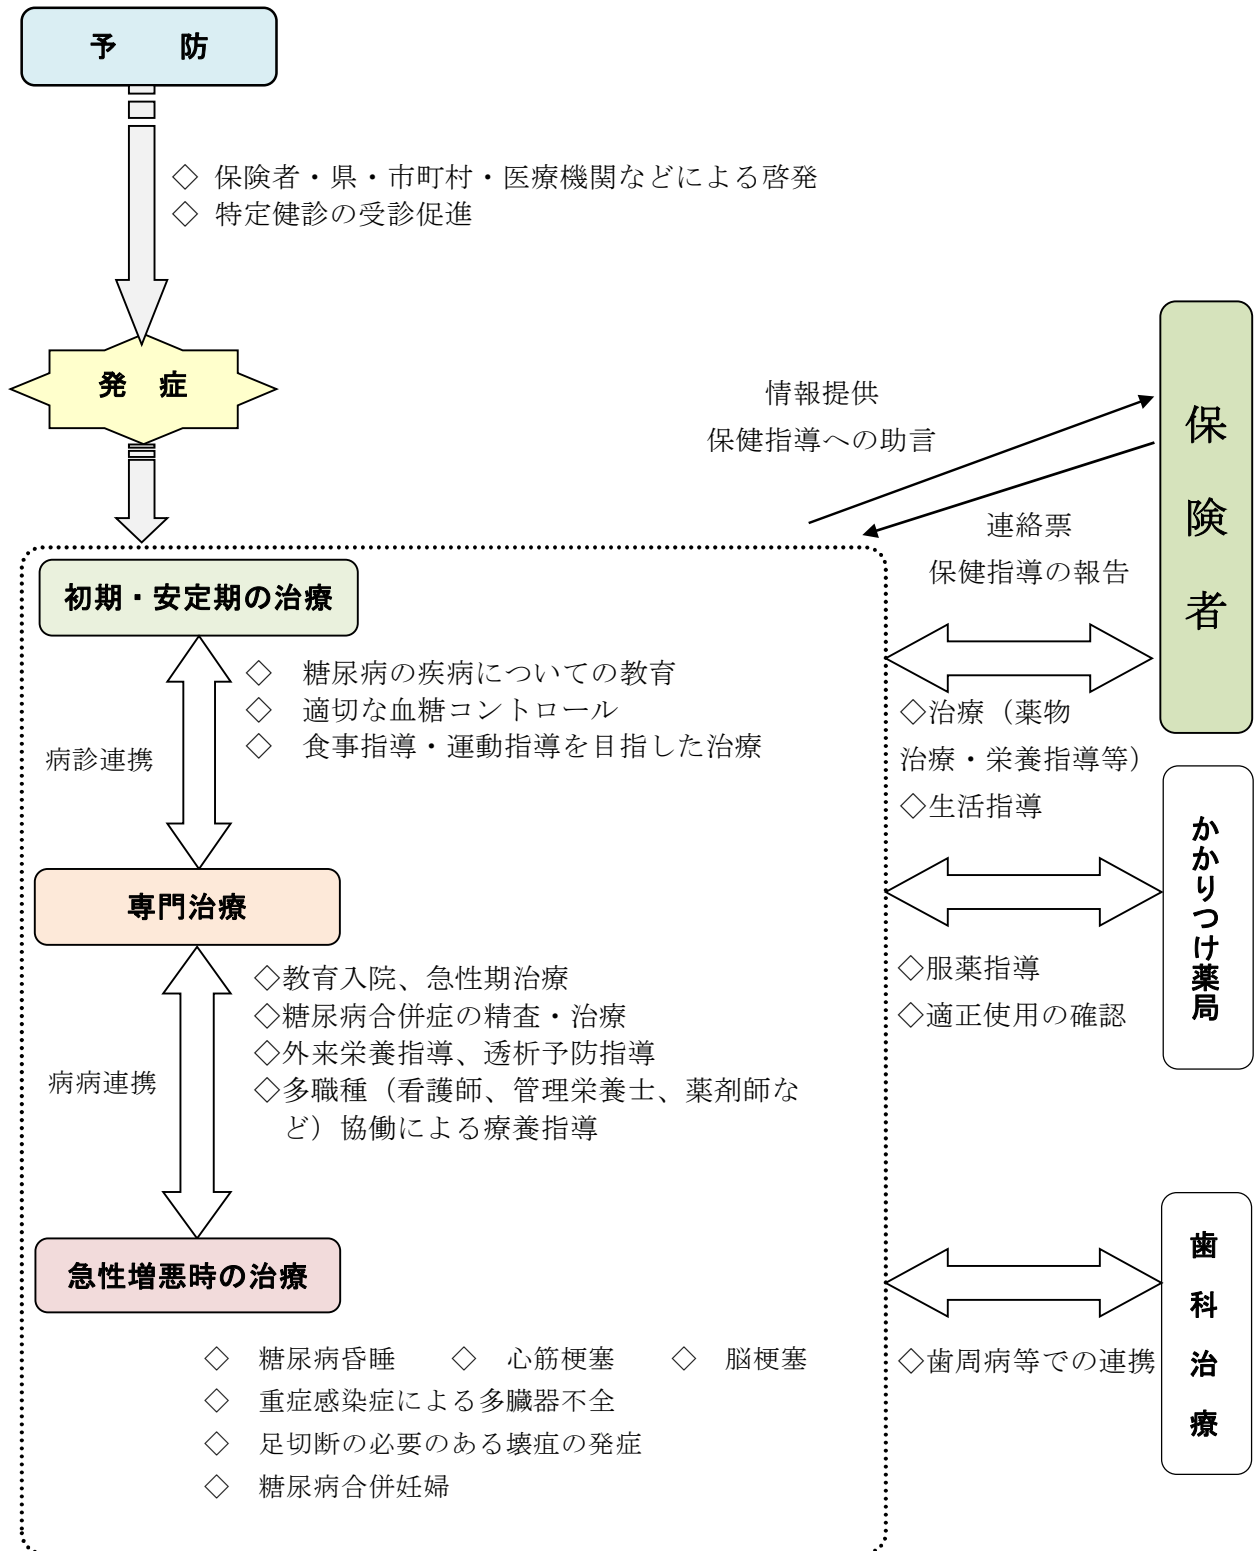 予　　防
◇ 保険者・県・市町村・医療機関などによる啓発
◇ 特定健診の受診促進
発　症
情報提供
保健指導への助言
保険者
連絡票
保健指導の報告
初期・安定期の治療
◇　糖尿病の疾病についての教育
◇　適切な血糖コントロール
◇　食事指導・運動指導を目指した治療
病診連携
◇治療（薬物
治療・栄養指導等）
◇生活指導
かかりつけ薬局
専門治療
◇教育入院、急性期治療
◇糖尿病合併症の精査・治療
◇外来栄養指導、透析予防指導
◇多職種（看護師、管理栄養士、薬剤師な
ど）協働による療養指導
病病連携
◇服薬指導
◇適正使用の確認
急性増悪時の治療
◇　糖尿病昏睡　　◇　心筋梗塞　　◇　脳梗塞
◇　重症感染症による多臓器不全
◇　足切断の必要のある壊疽の発症
◇　糖尿病合併妊婦
◇歯周病等での連携
歯科治療